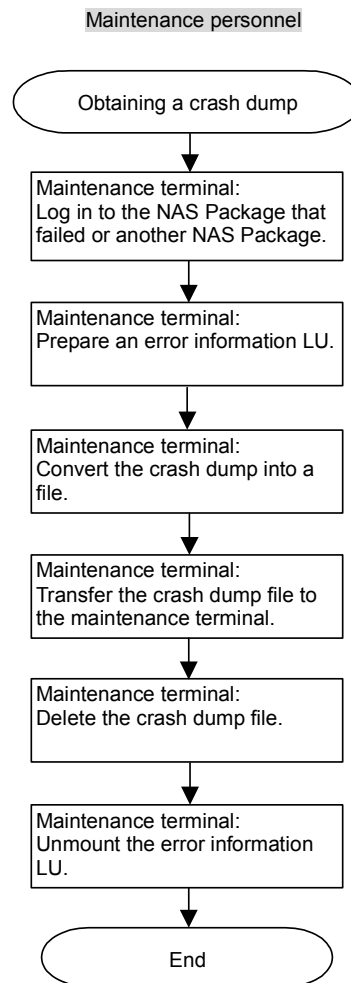 Maintenance personnel
Obtaining a crash dump
Maintenance terminal:
Log in to the NAS Package that
failed or another NAS Package.
Maintenance terminal:
Prepare an error information LU.
Maintenance terminal:
Convert the crash dump into a
file.
Maintenance terminal:
Transfer the crash dump file to
the maintenance terminal.
Maintenance terminal:
Delete the crash dump file.
Maintenance terminal:
Unmount the error information
LU.
End